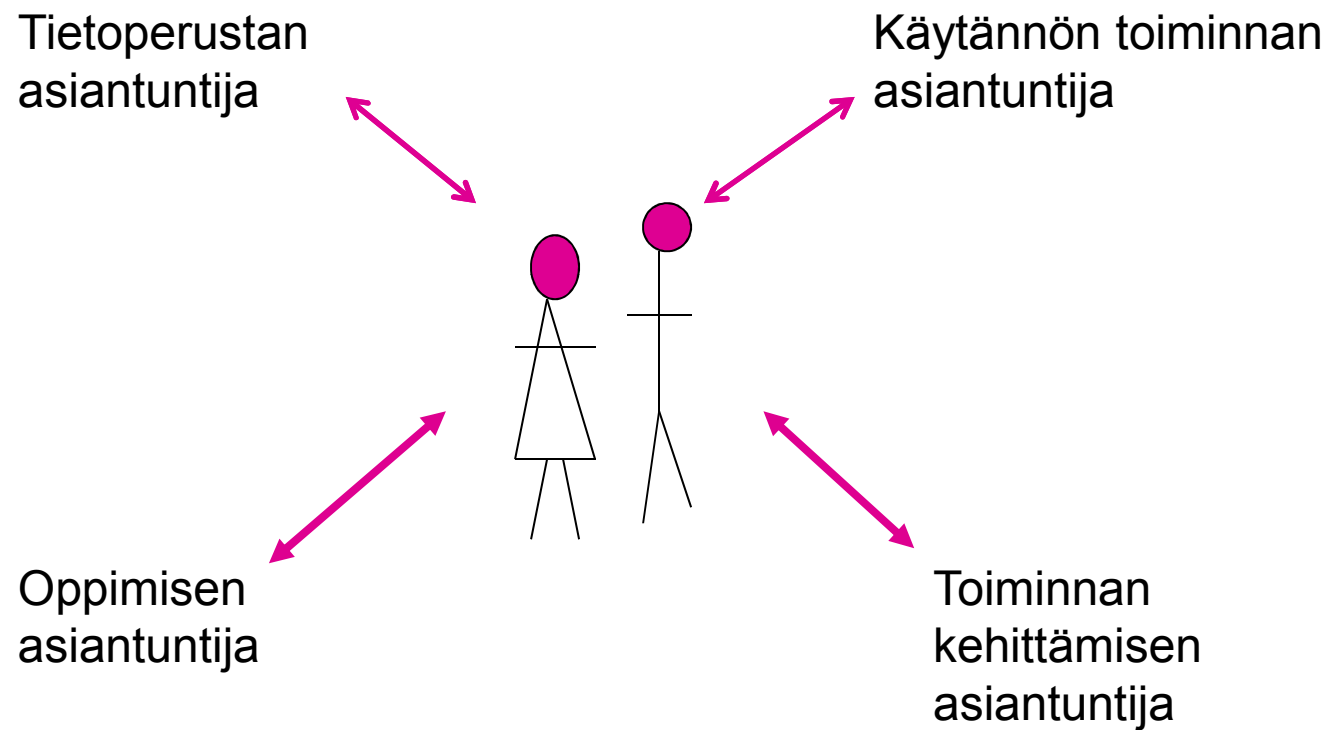 Tietoperustan
asiantuntija
Käytännön toiminnan
asiantuntija
Oppimisen
asiantuntija
Toiminnan
kehittämisen
asiantuntija